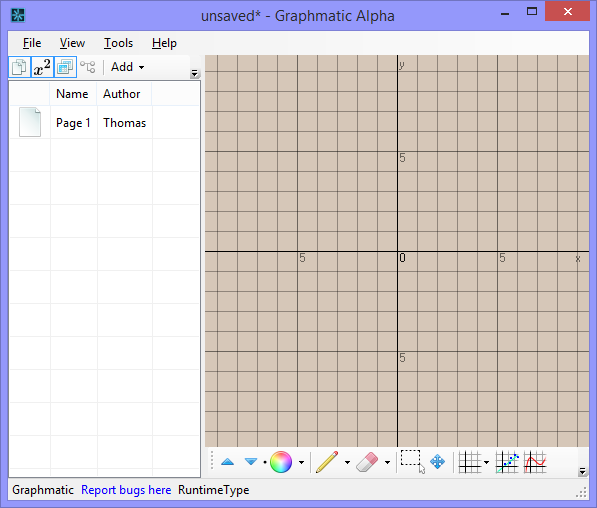 unsaved* - Graphmatic Alpha
File View Tools Help
x² Add
Name Author
Page 1 Thomas
y
5
5 0 5 x
5
Graphmatic Report bugs here RuntimeType